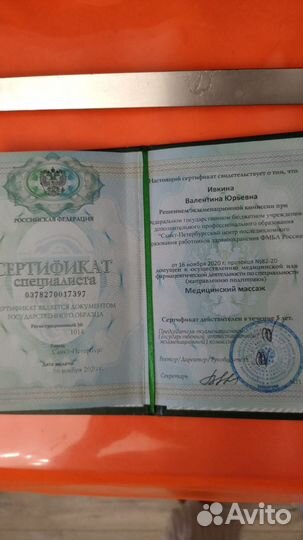 РОССИЙСКАЯ ФЕДЕРАЦИЯ
СЕРТИФИКАТ
специалиста
0378270017397
СЕРТИФИКАТ ЯВЛЯЕТСЯ ДОКУМЕНТОМ
ГОСУДАРСТВЕННОГО ОБРАЗЦА
Регистрационный №
1014
Город
Санкт-Петербург
Дата выдачи
16 ноября 2020 г.
Настоящий сертификат свидетельствует о том, что
Ивкина
Валентина Юрьевна
Решением экзаменационной комиссии при
федеральном государственном бюджетном учреждении
дополнительного профессионального образования
"Санкт-Петербургский центр последипломного
образования работников здравоохранения ФМБА России
от 16 ноября 2020 г. протокол №82-20
допущен к осуществлению медицинской или
фармацевтической деятельности по специальности
(направлению подготовки)
Медицинский массаж
Сертификат действителен в течение 5 лет.
Председатель экзаменационной
Ректор/Директор/Руководитель
Секретарь
Avito